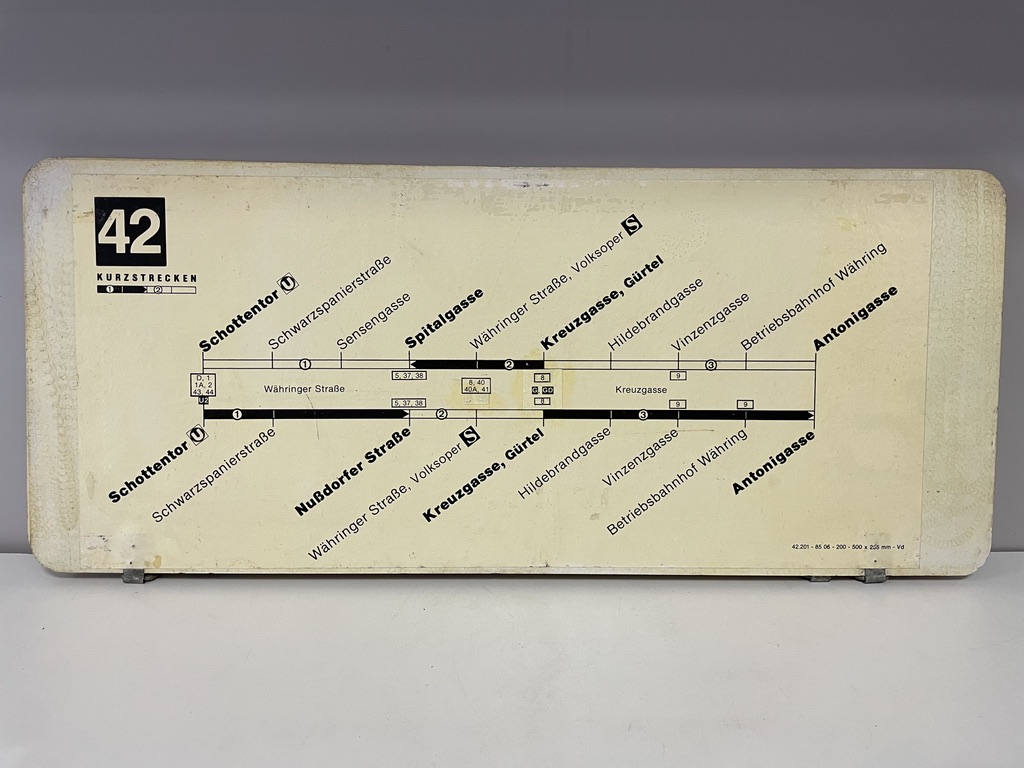 42
KURZSTRECKEN
1 2
Schottentor U
Schwarzspanierstraße
Sensengasse
Spitalgasse
Währinger Straße, Volksoper S
Kreuzgasse, Gürtel
Hildebrandgasse
Vinzenzgasse
Betriebsbahnhof Währing
Antonigasse
1 2 3
D, 1
1A, 2
43, 44
U2
Währinger Straße
5, 37, 38
8, 40
40A, 41
8
G GD
8
Kreuzgasse
9
5, 37, 38
9
9
1 2 3
Schottentor U
Schwarzspanierstraße
Nußdorfer Straße
Währinger Straße, Volksoper S
Kreuzgasse, Gürtel
Hildebrandgasse
Vinzenzgasse
Betriebsbahnhof Währing
Antonigasse
42.201 - 85 06 - 200 - 500 x mm - Vd